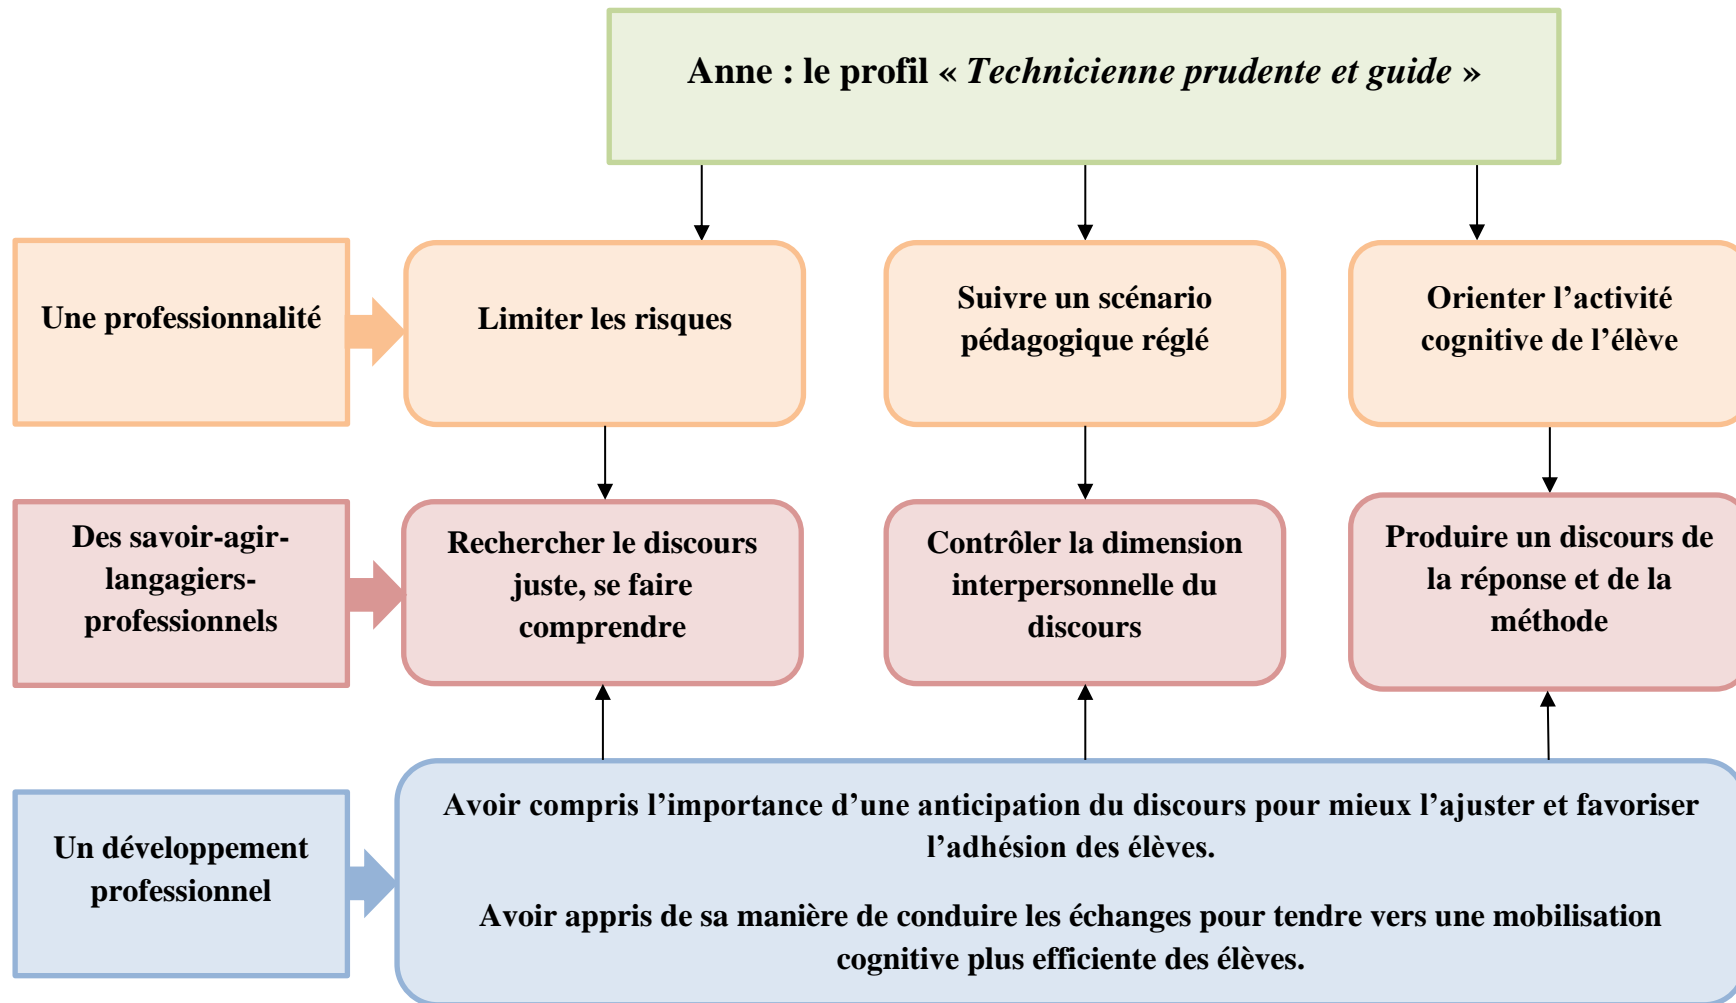 Anne : le profil « Technicienne prudente et guide »
Une professionnalité
Limiter les risques
Suivre un scénario
pédagogique réglé
Orienter l’activité
cognitive de l’élève
Des savoir-agir-
langagiers-
professionnels
Rechercher le discours
juste, se faire
comprendre
Contrôler la dimension
interpersonnelle du
discours
Produire un discours de
la réponse et de la
méthode
Un développement
professionnel
Avoir compris l’importance d’une anticipation du discours pour mieux l’ajuster et favoriser
l’adhésion des élèves.
Avoir appris de sa manière de conduire les échanges pour tendre vers une mobilisation
cognitive plus efficiente des élèves.